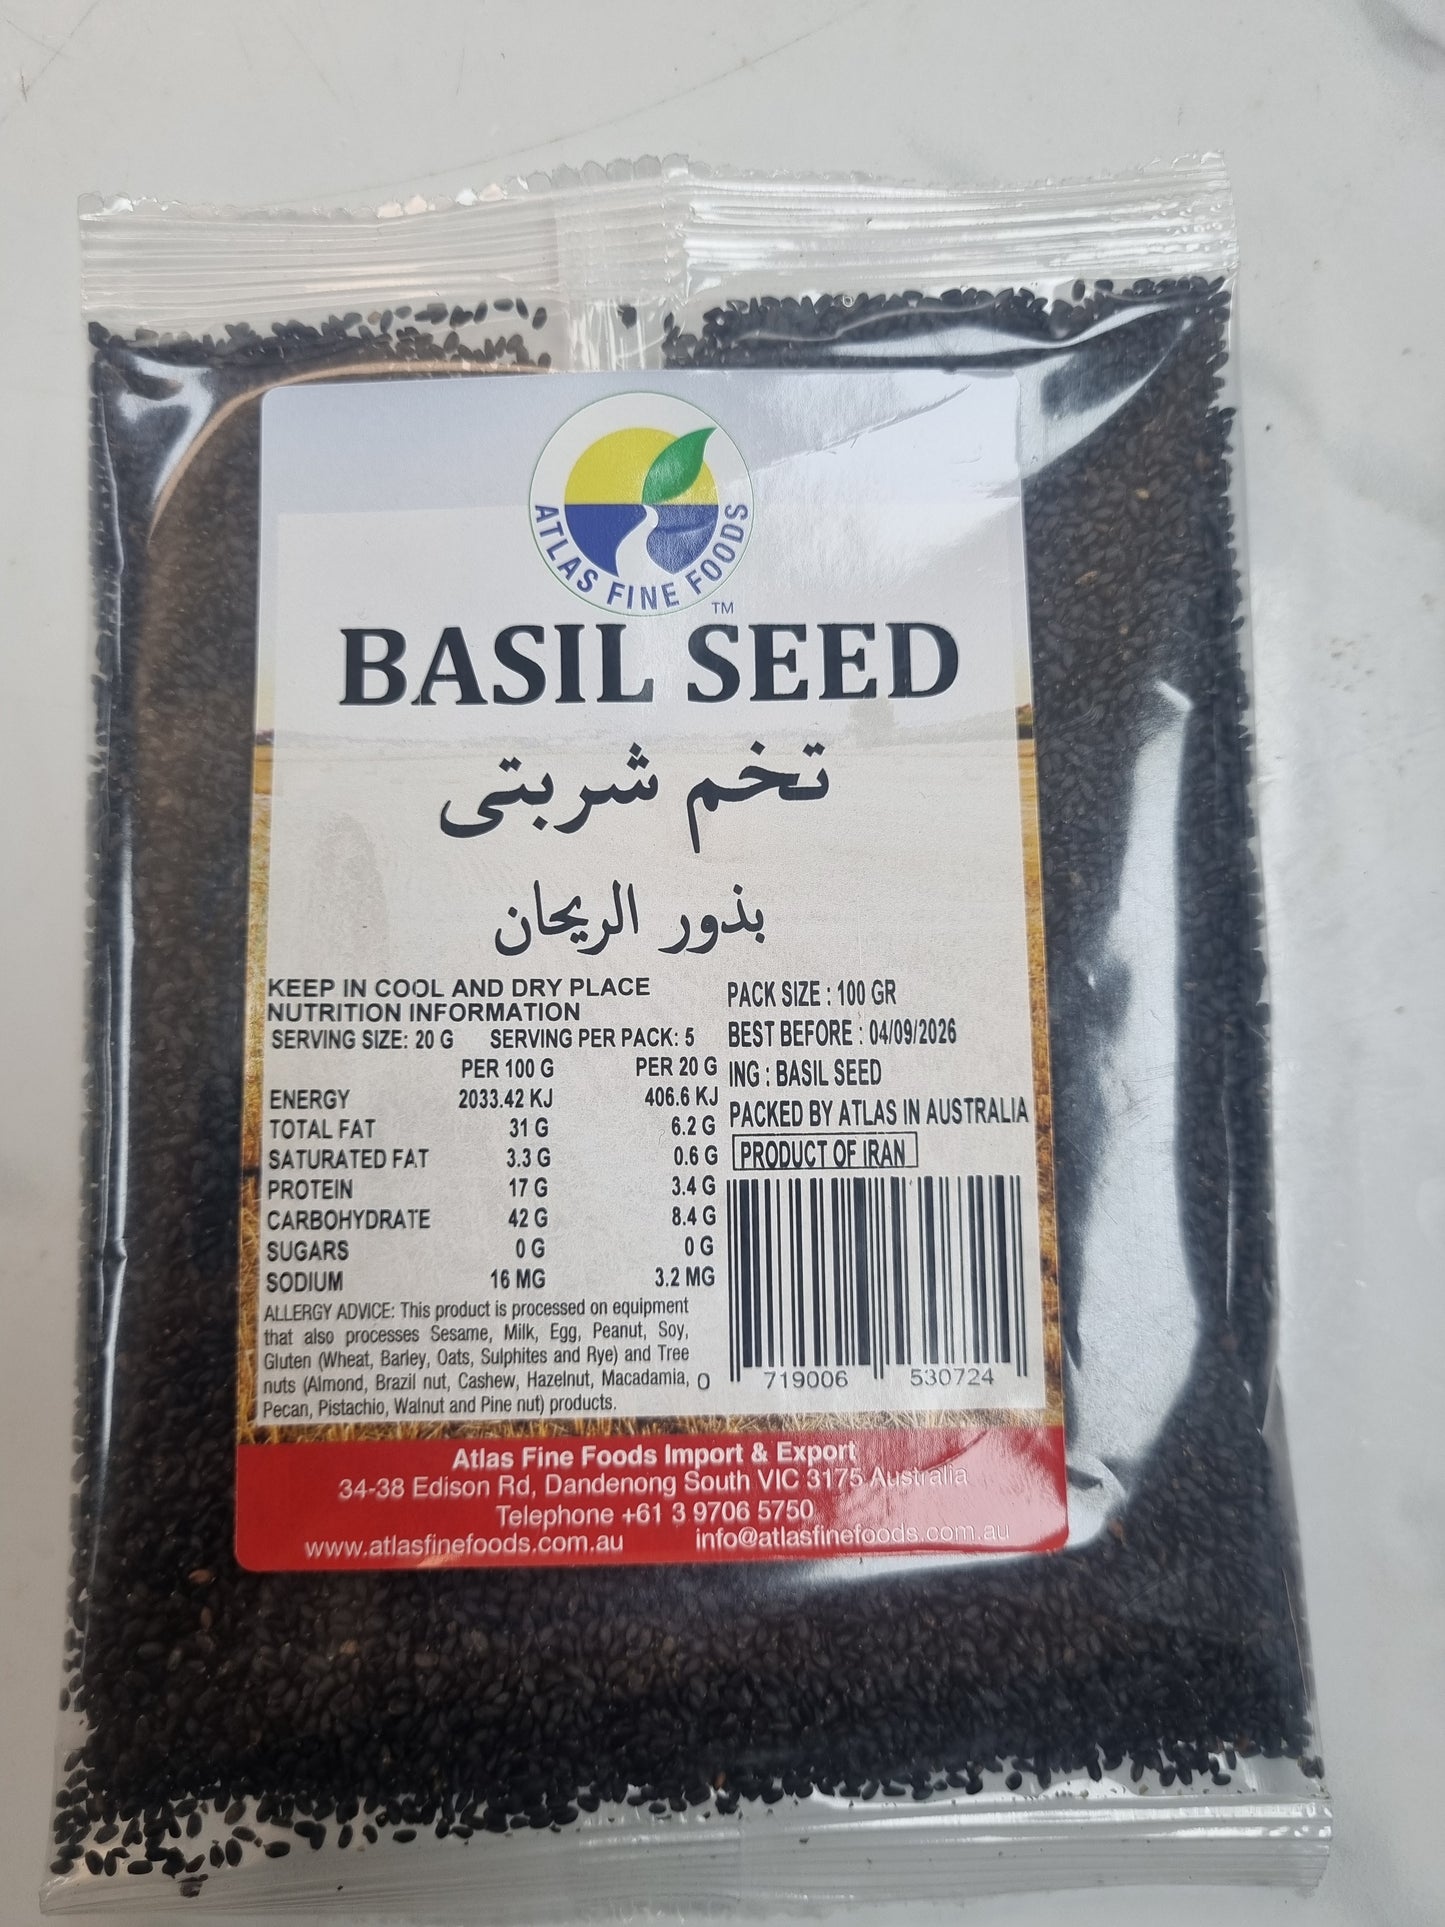 ATLAS FINE FOODS
TM
BASIL SEED
تخم شربتی
بذور الريحان
KEEP IN COOL AND DRY PLACE
NUTRITION INFORMATION
SERVING SIZE: 20 G SERVING PER PACK: 5
PER 100 G PER 20 G
ENERGY 2033.42 KJ 406.6 KJ
TOTAL FAT 31 G 6.2 G
SATURATED FAT 3.3 G 0.6 G
PROTEIN 17 G 3.4 G
CARBOHYDRATE 42 G 8.4 G
SUGARS 0 G 0 G
SODIUM 16 MG 3.2 MG
ALLERGY ADVICE: This product is processed on equipment
that also processes Sesame, Milk, Egg, Peanut, Soy,
Gluten (Wheat, Barley, Oats, Sulphites and Rye) and Tree
nuts (Almond, Brazil nut, Cashew, Hazelnut, Macadamia,
Pecan, Pistachio, Walnut and Pine nut) products.
PACK SIZE : 100 GR
BEST BEFORE : 04/09/2026
ING : BASIL SEED
PACKED BY ATLAS IN AUSTRALIA
PRODUCT OF IRAN
0 719006 530724
Atlas Fine Foods Import & Export
34-38 Edison Rd, Dandenong South VIC 3175 Australia
Telephone +61 3 9706 5750
www.atlasfinefoods.com.au info@atlasfinefoods.com.au